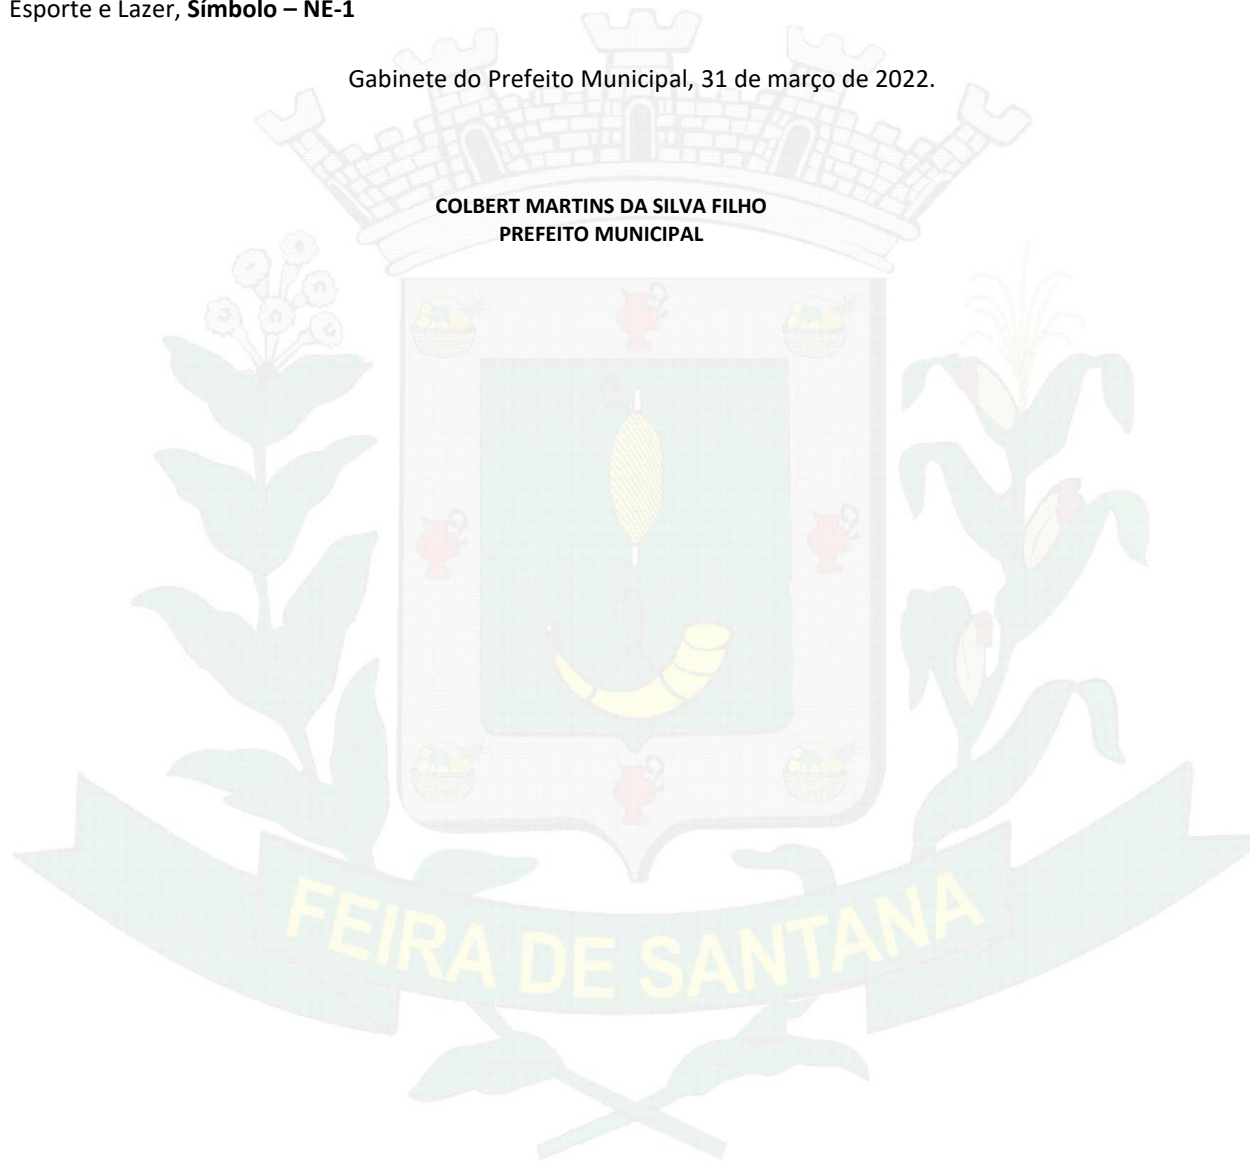 Esporte e Lazer, Símbolo – NE-1
Gabinete do Prefeito Municipal, 31 de março de 2022.
COLBERT MARTINS DA SILVA FILHO
PREFEITO MUNICIPAL
FEIRA DE SANTANA